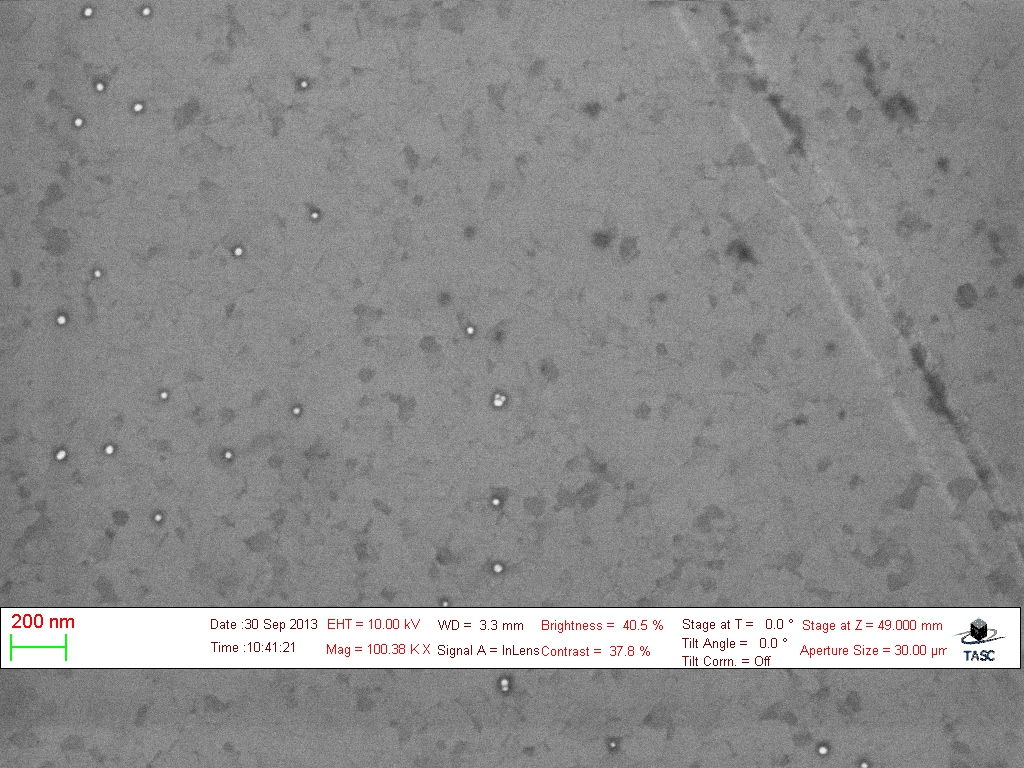 200 nm
Date :30 Sep 2013 EHT = 10.00 kV WD = 3.3 mm Brightness = 40.5 % Stage at T = 0.0 ° Stage at Z = 49.000 mm
Time :10:41:21 Mag = 100.38 K X Signal A = InLens Contrast = 37.8 % Tilt Angle = 0.0 ° Aperture Size = 30.00 µm
Tilt Corrn. = Off
TASC